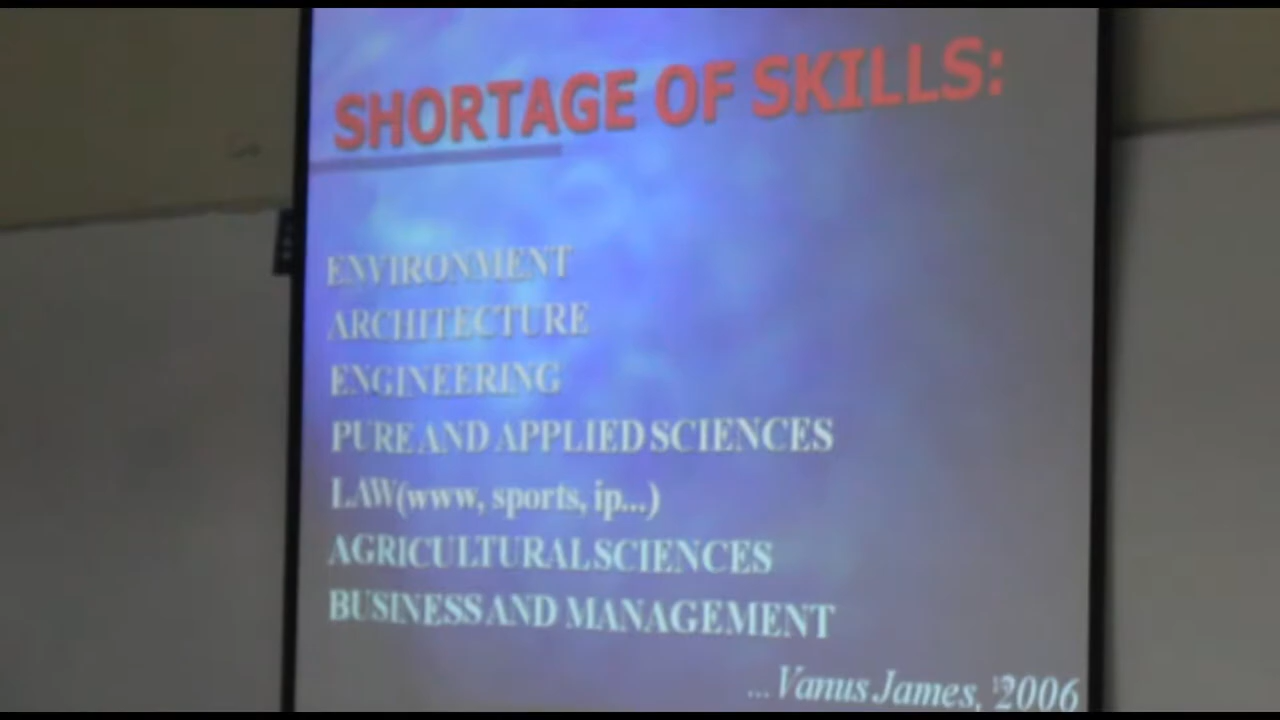 SHORTAGE OF SKILLS:
ENVIRONMENT
ARCHITECTURE
ENGINEERING
PURE AND APPLIED SCIENCES
LAW(www, sports, ip...)
AGRICULTURAL SCIENCES
BUSINESS AND MANAGEMENT
... Vanus James, 2006